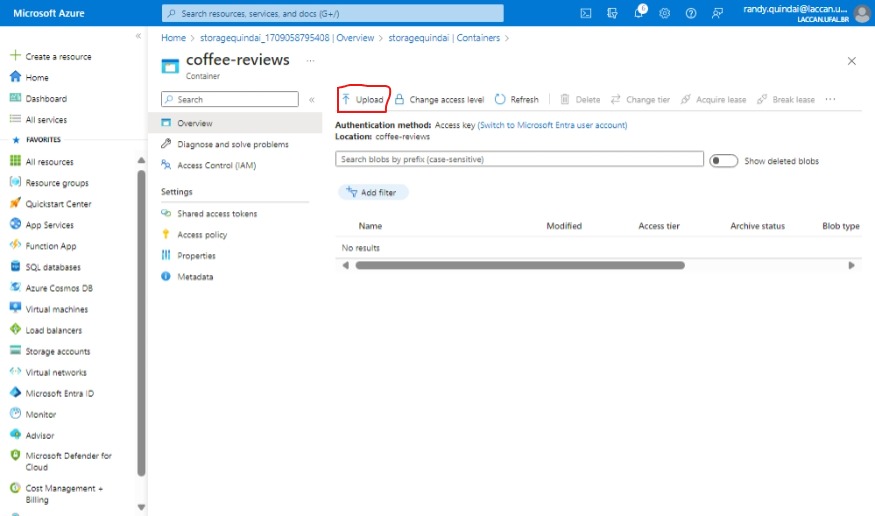 Microsoft Azure
Search resources, services, and docs (G+/)
randy.quindai@laccan.u...
LACCAN.UFAL.BR
Create a resource
Home
Dashboard
All services
FAVORITES
All resources
Resource groups
Quickstart Center
App Services
Function App
SQL databases
Azure Cosmos DB
Virtual machines
Load balancers
Storage accounts
Virtual networks
Microsoft Entra ID
Monitor
Advisor
Microsoft Defender for
Cloud
Cost Management +
Billing
Home > storagequindai_1709058795408 | Overview > storagequindai | Containers >
coffee-reviews ...
Container
Search
Overview
Diagnose and solve problems
Access Control (IAM)
Settings
Shared access tokens
Access policy
Properties
Metadata
Upload Change access level Refresh Delete Change tier Acquire lease Break lease ...
Authentication method: Access key (Switch to Microsoft Entra user account)
Location: coffee-reviews
Search blobs by prefix (case-sensitive)
Show deleted blobs
Add filter
Name Modified Access tier Archive status Blob type
No results